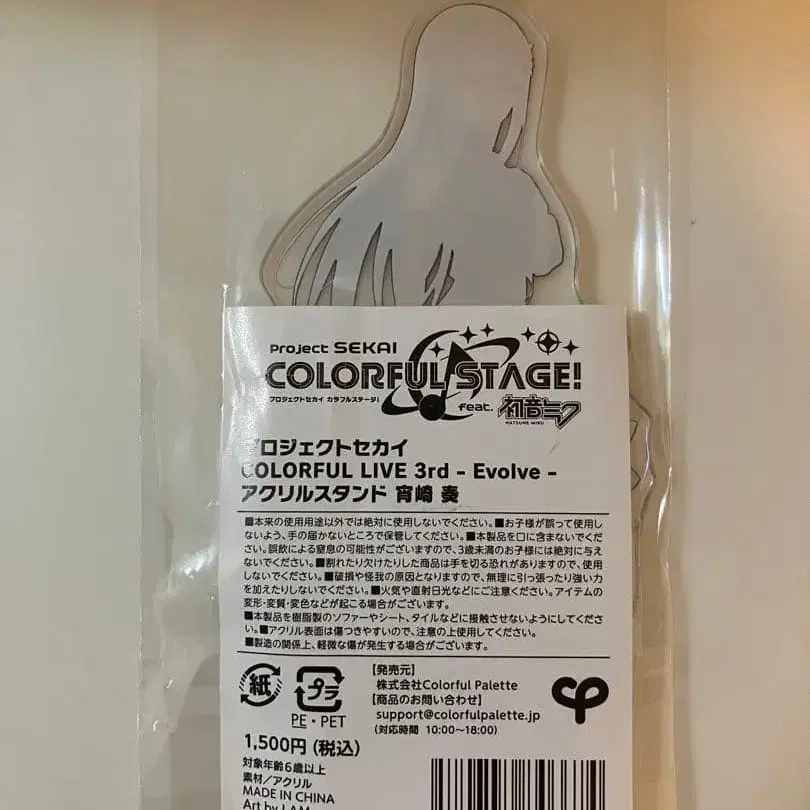 Project SEKAI
COLORFUL STAGE!
プロジェクトセカイ カラフルステージ!
feat. 初音ミク
HATSUNE MIKU
プロジェクトセカイ
COLORFUL LIVE 3rd - Evolve -
アクリルスタンド 宵崎 奏
■本来の使用用途以外では絶対に使用しないでください。■お子様が誤って使用し
ないよう、手の届かないところで保管してください。■本製品を口に含まないでくだ
さい。誤飲による窒息の可能性がございますので、3歳未満のお子様には絶対に与え
ないでください。■割れたり欠けたりした商品は手を切る恐れがありますので、使用
しないでください。■破損や怪我の原因となりますので、無理に引っ張ったり強い力
を加えたりしないでください。■火気や直射日光などにご注意ください。アイテムの
変形・変質・変色などが起こる場合がございます。
■本製品を樹脂製のソファーやシート、タイルなどに接触させないようにしてくださ
い。■アクリル表面は傷つきやすいので、注意の上使用してください。
■製造の関係上、軽微な傷が発生する場合がございます。
紙
プラ
PE・PET
【発売元】
株式会社Colorful Palette
【商品のお問い合わせ】
support@colorfulpalette.jp
(対応時間 10:00〜18:00)
1,500円(税込)
対象年齢6歳以上
素材/アクリル
MADE IN CHINA
Art by LAM